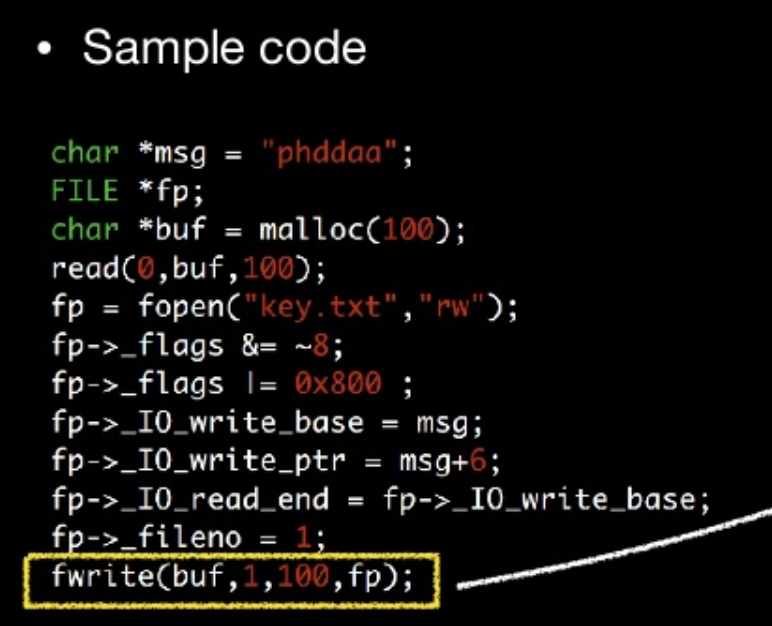 • Sample code
char *msg = "phddaa";
FILE *fp;
char *buf = malloc(100);
read(0,buf,100);
fp = fopen("key.txt","rw");
fp->_flags &= ~8;
fp->_flags |= 0x800 ;
fp->_IO_write_base = msg;
fp->_IO_write_ptr = msg+6;
fp->_IO_read_end = fp->_IO_write_base;
fp->_fileno = 1;
fwrite(buf,1,100,fp);